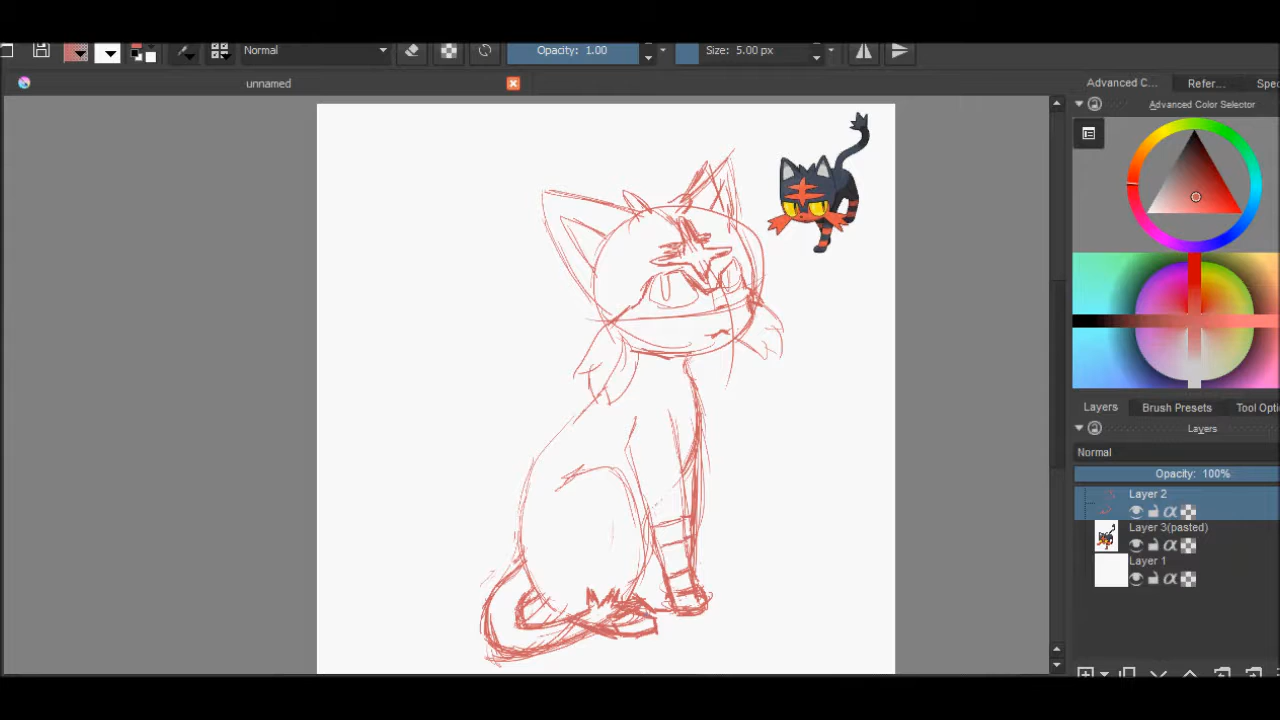 Normal
Opacity: 1.00
Size: 5.00 px
unnamed
Advanced C...
Refer...
Spec
Advanced Color Selector
Layers
Brush Presets
Tool Opti
Layers
Normal
Opacity: 100%
Layer 2
Layer 3(pasted)
Layer 1